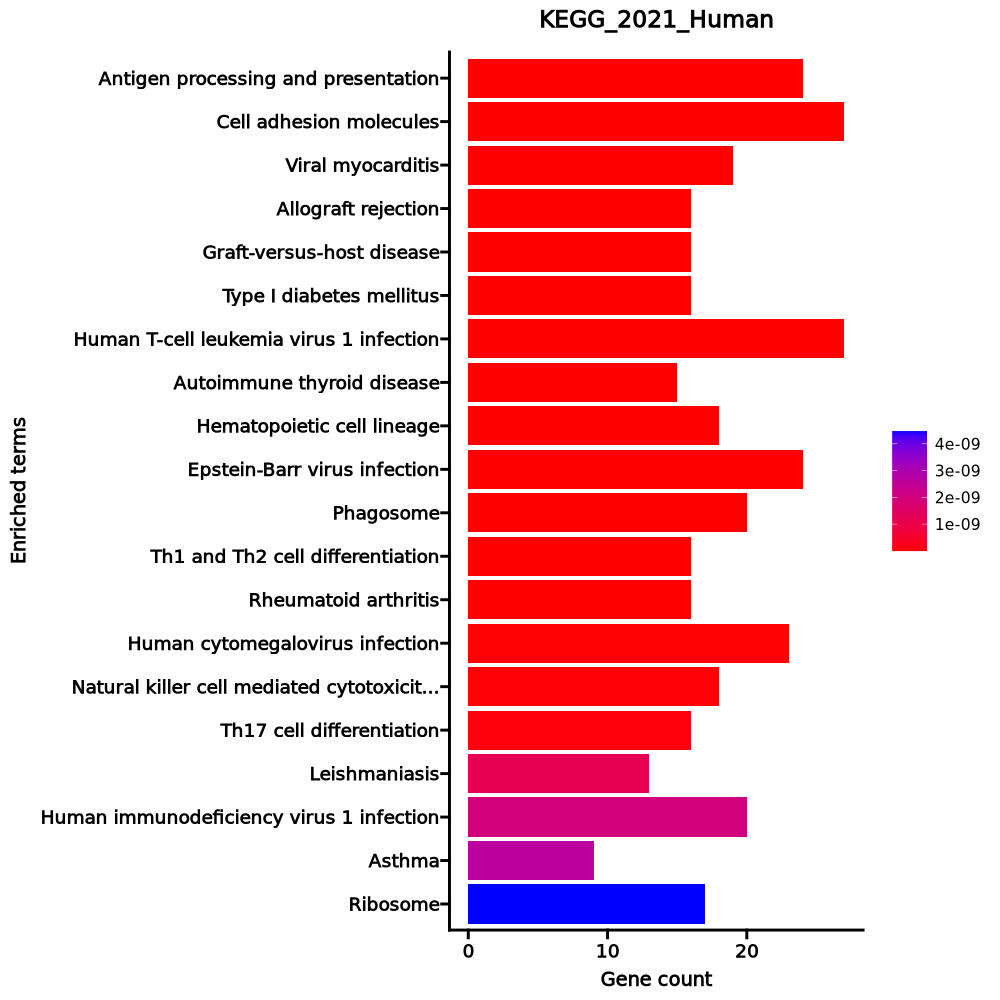 KEGG_2021_Human
Antigen processing and presentation
Cell adhesion molecules
Viral myocarditis
Allograft rejection
Graft-versus-host disease
Type I diabetes mellitus
Human T-cell leukemia virus 1 infection
Autoimmune thyroid disease
Hematopoietic cell lineage
Epstein-Barr virus infection
Phagosome
Th1 and Th2 cell differentiation
Rheumatoid arthritis
Human cytomegalovirus infection
Natural killer cell mediated cytotoxicit...
Th17 cell differentiation
Leishmaniasis
Human immunodeficiency virus 1 infection
Asthma
Ribosome
Enriched terms
0 10 20
Gene count
4e-09
3e-09
2e-09
1e-09